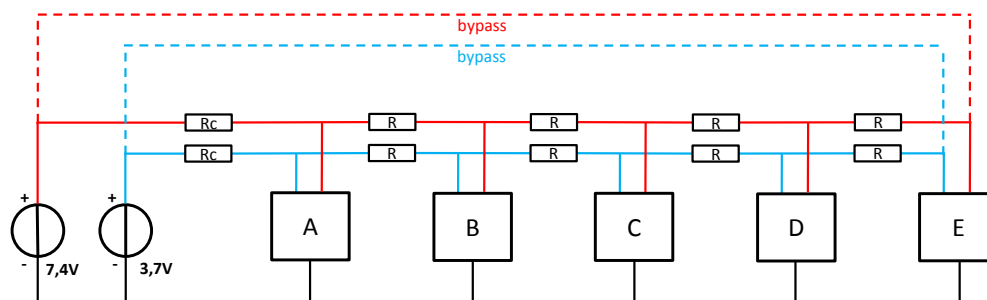 bypass
bypass
Rc R R R R
Rc R R R R
+ +
A B C D E
- 7,4V - 3,7V